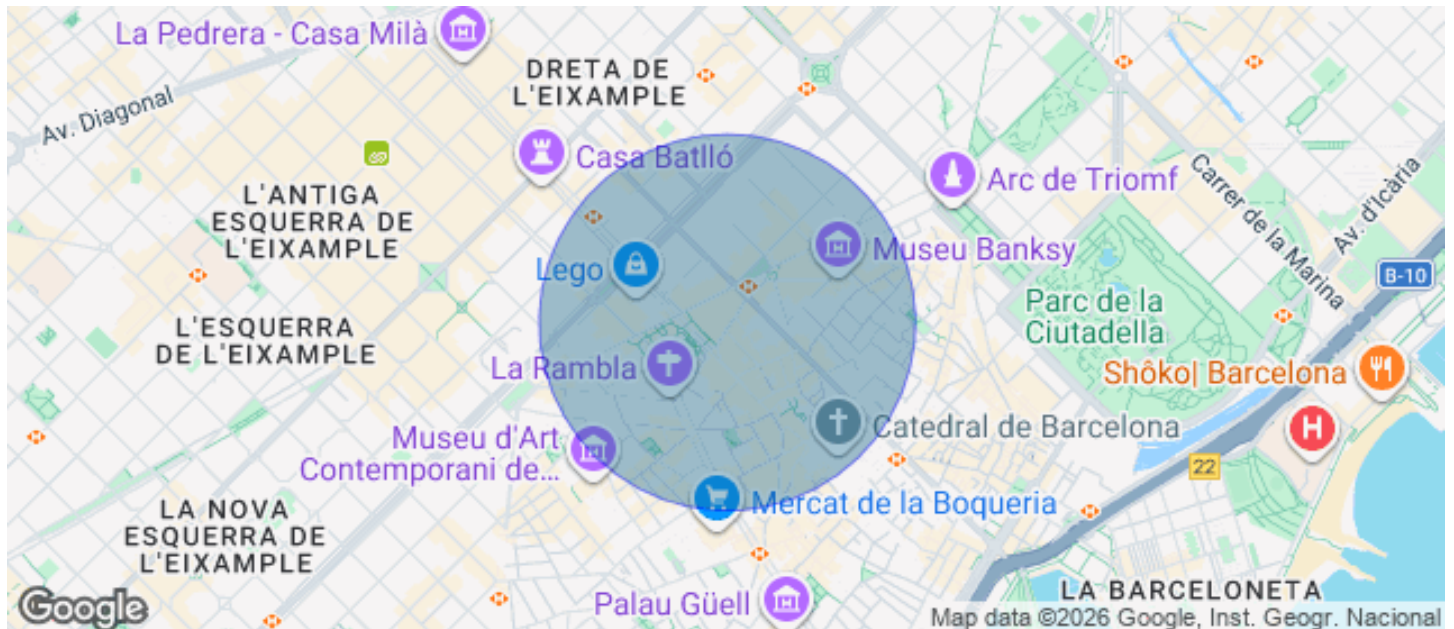 La Pedrera - Casa Milà
DRETA DE
L'EIXAMPLE
Av. Diagonal
Casa Batlló
Arc de Triomf
Carrer de la Marina
Av. d'Icària
L'ANTIGA
ESQUERRA DE
L'EIXAMPLE
Lego
Museu Banksy
B-10
Parc de la
Ciutadella
L'ESQUERRA
DE L'EIXAMPLE
La Rambla
Shôko| Barcelona
H
Museu d'Art
Contemporani de...
Catedral de Barcelona
22
LA NOVA
ESQUERRA DE
L'EIXAMPLE
Mercat de la Boqueria
Palau Güell
LA BARCELONETA
Google
Map data ©2026 Google, Inst. Geogr. Nacional